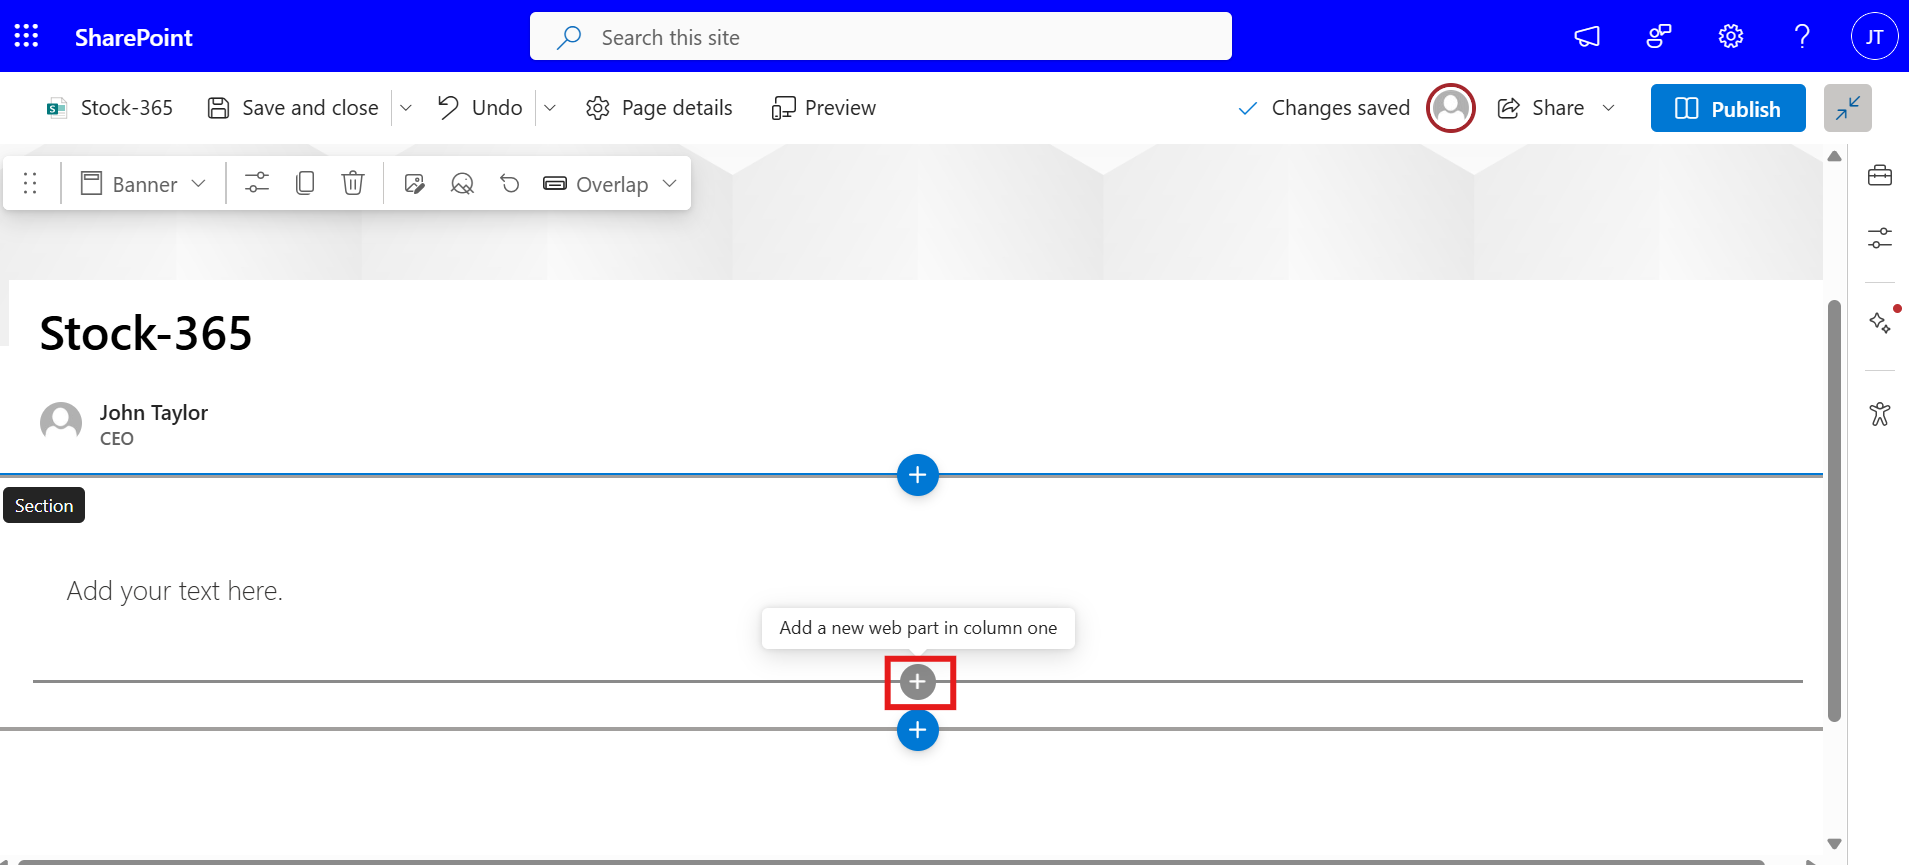 SharePoint
Search this site
JT
Stock-365
Save and close
Undo
Page details
Preview
Changes saved
Share
Publish
Banner
Overlap
Stock-365
John Taylor
CEO
Section
Add your text here.
Add a new web part in column one